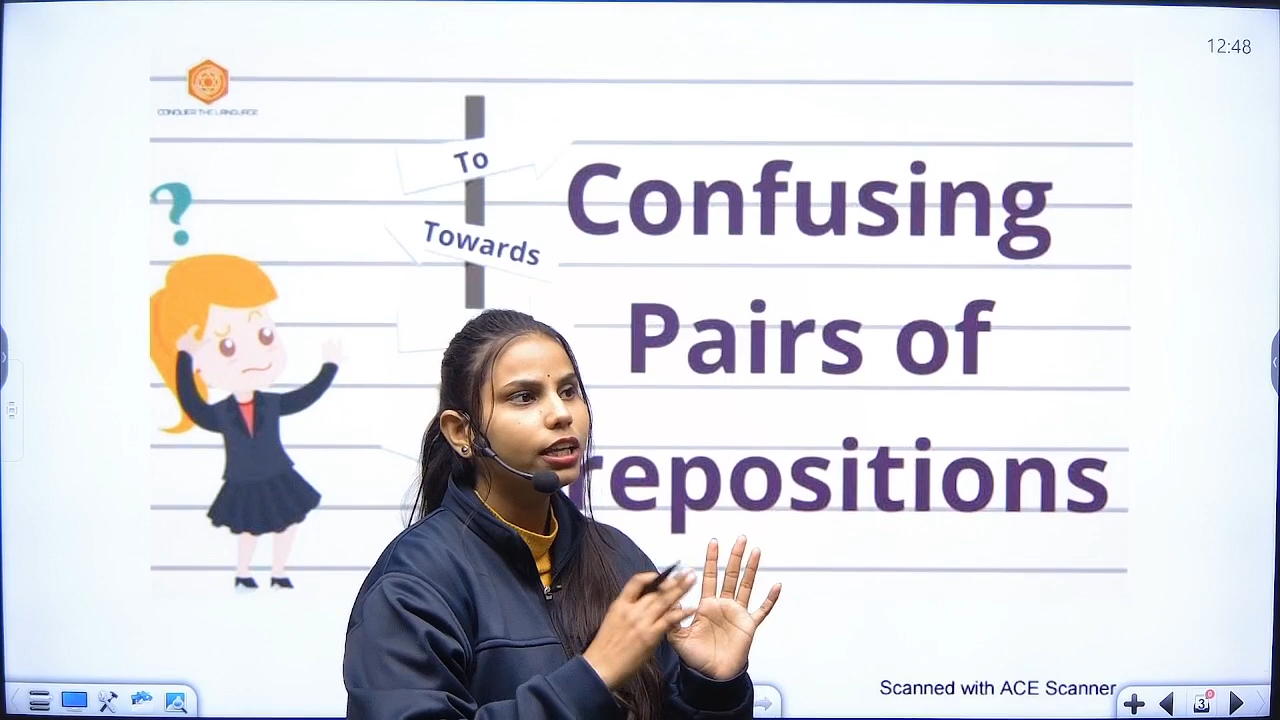 12:48
CONQUER THE LANGUAGE
?
To
Towards
Confusing
Pairs of
repositions
Scanned with ACE Scanner
3